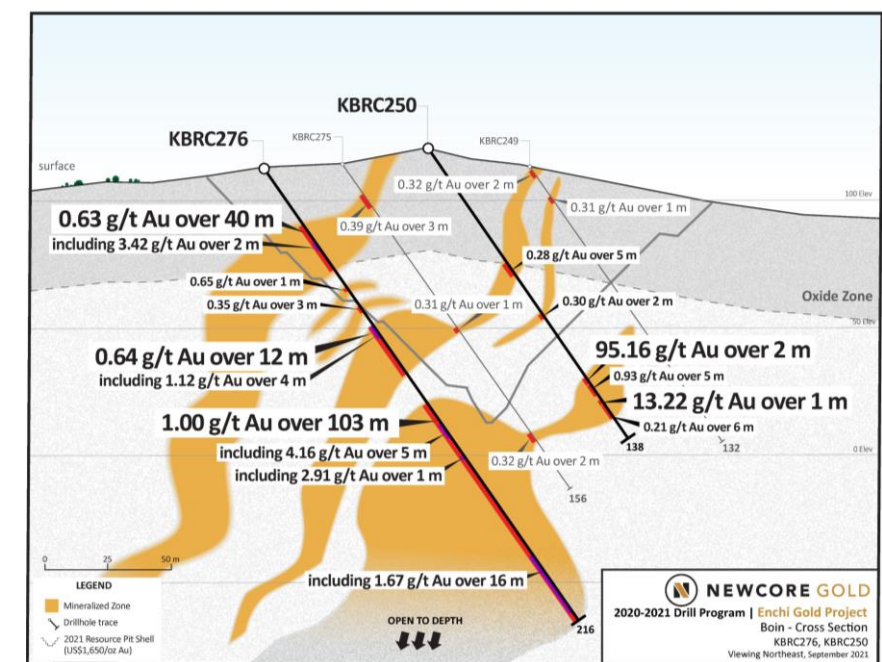 KBRC250
KBRC276
KBRC275
KBRC249
surface
0.32 g/t Au over 2 m
100 Elev
0.63 g/t Au over 40 m
including 3.42 g/t Au over 2 m
0.39 g/t Au over 3 m
0.31 g/t Au over 1 m
0.28 g/t Au over 5 m
0.65 g/t Au over 1 m
0.35 g/t Au over 3 m
0.31 g/t Au over 1 m
0.30 g/t Au over 2 m
Oxide Zone
50 Elev
0.64 g/t Au over 12 m
including 1.12 g/t Au over 4 m
95.16 g/t Au over 2 m
0.93 g/t Au over 5 m
13.22 g/t Au over 1 m
0.21 g/t Au over 6 m
1.00 g/t Au over 103 m
including 4.16 g/t Au over 5 m
including 2.91 g/t Au over 1 m
138
132
0 Elev
0.32 g/t Au over 2 m
156
including 1.67 g/t Au over 16 m
216
OPEN TO DEPTH
0 25 50 m
LEGEND
Mineralized Zone
Drillhole trace
2021 Resource Pit Shell
(US$1,650/oz Au)
NEWCORE GOLD
2020-2021 Drill Program | Enchi Gold Project
Boin - Cross Section
KBRC276, KBRC250
Viewing Northeast, September 2021